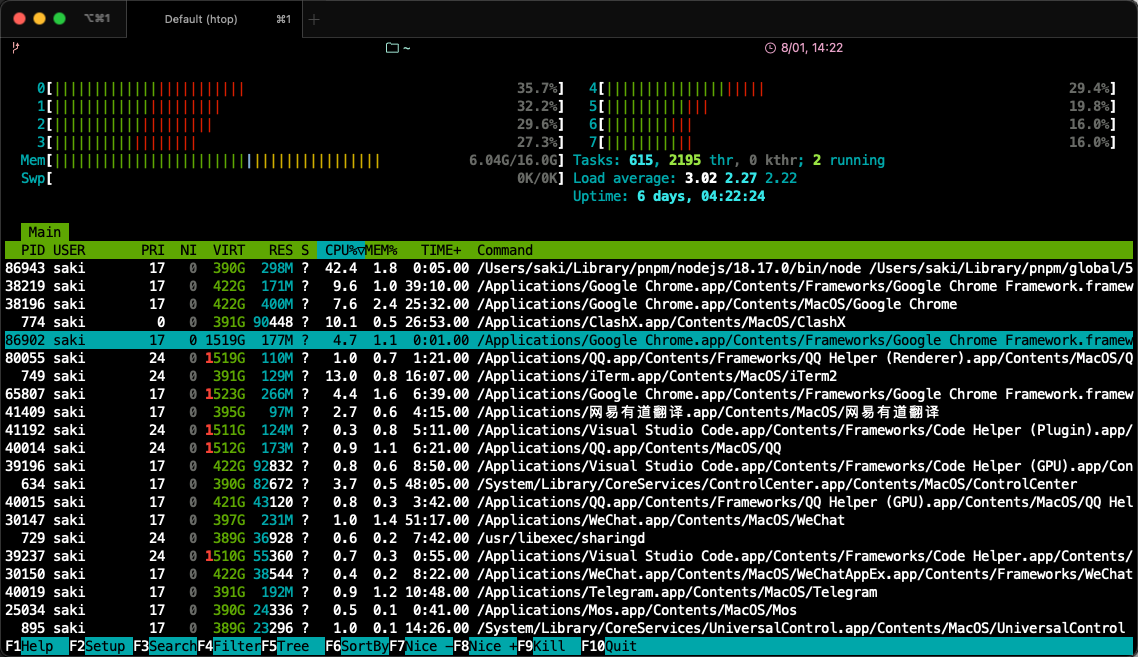 ⌥⌘1 Default (htop) ⌘1 +
~ 8/01, 14:22
0[||||||||||||||||||||||||| 35.7%] 4[||||||||||||||||||||| 29.4%]
1[|||||||||||||||||||||| 32.2%] 5[|||||||||||||| 19.8%]
2[||||||||||||||||||||| 29.6%] 6[||||||||||| 16.0%]
3[||||||||||||||||||| 27.3%] 7[||||||||||| 16.0%]
Mem[|||||||||||||||||||||||||||||||||||||||||| 6.04G/16.0G] Tasks: 615, 2195 thr, 0 kthr; 2 running
Swp[ 0K/0K] Load average: 3.02 2.27 2.22
Uptime: 6 days, 04:22:24
Main
PID USER PRI NI VIRT RES S CPU%▽MEM% TIME+ Command
86943 saki 17 0 390G 298M ? 42.4 1.8 0:05.00 /Users/saki/Library/pnpm/nodejs/18.17.0/bin/node /Users/saki/Library/pnpm/global/5
38219 saki 17 0 422G 171M ? 9.6 1.0 39:10.00 /Applications/Google Chrome.app/Contents/Frameworks/Google Chrome Framework.framew
38196 saki 17 0 422G 400M ? 7.6 2.4 25:32.00 /Applications/Google Chrome.app/Contents/MacOS/Google Chrome
774 saki 0 0 391G 90448 ? 10.1 0.5 26:53.00 /Applications/ClashX.app/Contents/MacOS/ClashX
86902 saki 17 0 1519G 177M ? 4.7 1.1 0:01.00 /Applications/Google Chrome.app/Contents/Frameworks/Google Chrome Framework.framew
80055 saki 24 0 1519G 110M ? 1.0 0.7 1:21.00 /Applications/QQ.app/Contents/Frameworks/QQ Helper (Renderer).app/Contents/MacOS/Q
749 saki 24 0 391G 129M ? 13.0 0.8 16:07.00 /Applications/iTerm.app/Contents/MacOS/iTerm2
65807 saki 17 0 1523G 266M ? 4.4 1.6 6:39.00 /Applications/Google Chrome.app/Contents/Frameworks/Google Chrome Framework.framew
41409 saki 17 0 395G 97M ? 2.7 0.6 4:15.00 /Applications/网易有道翻译.app/Contents/MacOS/网易有道翻译
41192 saki 17 0 1511G 124M ? 0.3 0.8 5:11.00 /Applications/Visual Studio Code.app/Contents/Frameworks/Code Helper (Plugin).app/
40014 saki 17 0 1512G 173M ? 0.9 1.1 6:21.00 /Applications/QQ.app/Contents/MacOS/QQ
39196 saki 17 0 422G 92832 ? 0.8 0.6 8:50.00 /Applications/Visual Studio Code.app/Contents/Frameworks/Code Helper (GPU).app/Con
634 saki 17 0 390G 82672 ? 3.7 0.5 48:05.00 /System/Library/CoreServices/ControlCenter.app/Contents/MacOS/ControlCenter
40015 saki 17 0 421G 43120 ? 0.8 0.3 3:42.00 /Applications/QQ.app/Contents/Frameworks/QQ Helper (GPU).app/Contents/MacOS/QQ Hel
30147 saki 17 0 397G 231M ? 1.0 1.4 51:17.00 /Applications/WeChat.app/Contents/MacOS/WeChat
729 saki 24 0 389G 36928 ? 0.6 0.2 7:42.00 /usr/libexec/sharingd
39237 saki 24 0 1510G 55360 ? 0.7 0.3 0:55.00 /Applications/Visual Studio Code.app/Contents/Frameworks/Code Helper.app/Contents/
30150 saki 17 0 422G 38544 ? 0.4 0.2 8:22.00 /Applications/WeChat.app/Contents/MacOS/WeChatAppEx.app/Contents/Frameworks/WeChat
40019 saki 17 0 391G 192M ? 0.9 1.2 10:48.00 /Applications/Telegram.app/Contents/MacOS/Telegram
25034 saki 17 0 390G 24336 ? 0.5 0.1 0:41.00 /Applications/Mos.app/Contents/MacOS/Mos
895 saki 17 0 389G 23296 ? 1.0 0.1 14:26.00 /System/Library/CoreServices/UniversalControl.app/Contents/MacOS/UniversalControl
F1Help F2Setup F3SearchF4FilterF5Tree F6SortByF7Nice -F8Nice +F9Kill F10Quit